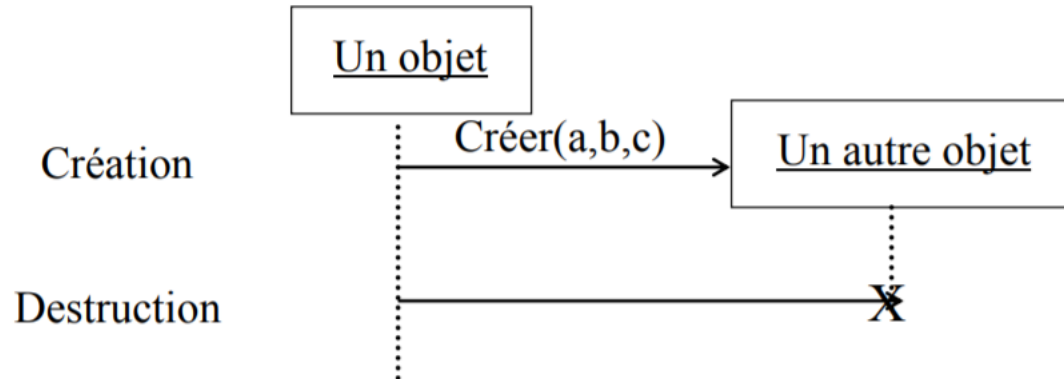 Un objet
Créer(a,b,c)
Création
Un autre objet
Destruction
X